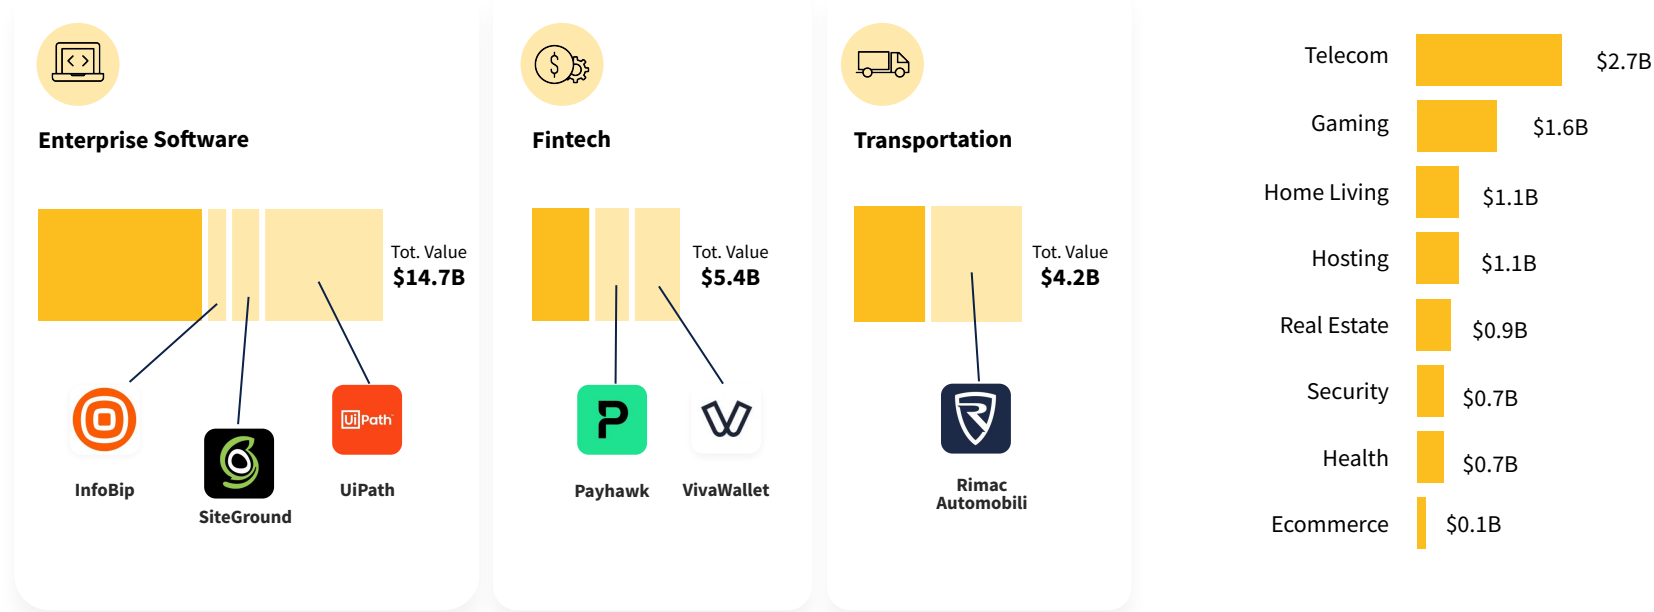 Enterprise Software
Tot. Value
$14.7B
InfoBip
SiteGround
UiPath
UiPath
Fintech
$
Tot. Value
$5.4B
P
Payhawk
VivaWallet
Transportation
Tot. Value
$4.2B
R
Rimac
Automobili
Telecom $2.7B
Gaming $1.6B
Home Living $1.1B
Hosting $1.1B
Real Estate $0.9B
Security $0.7B
Health $0.7B
Ecommerce $0.1B